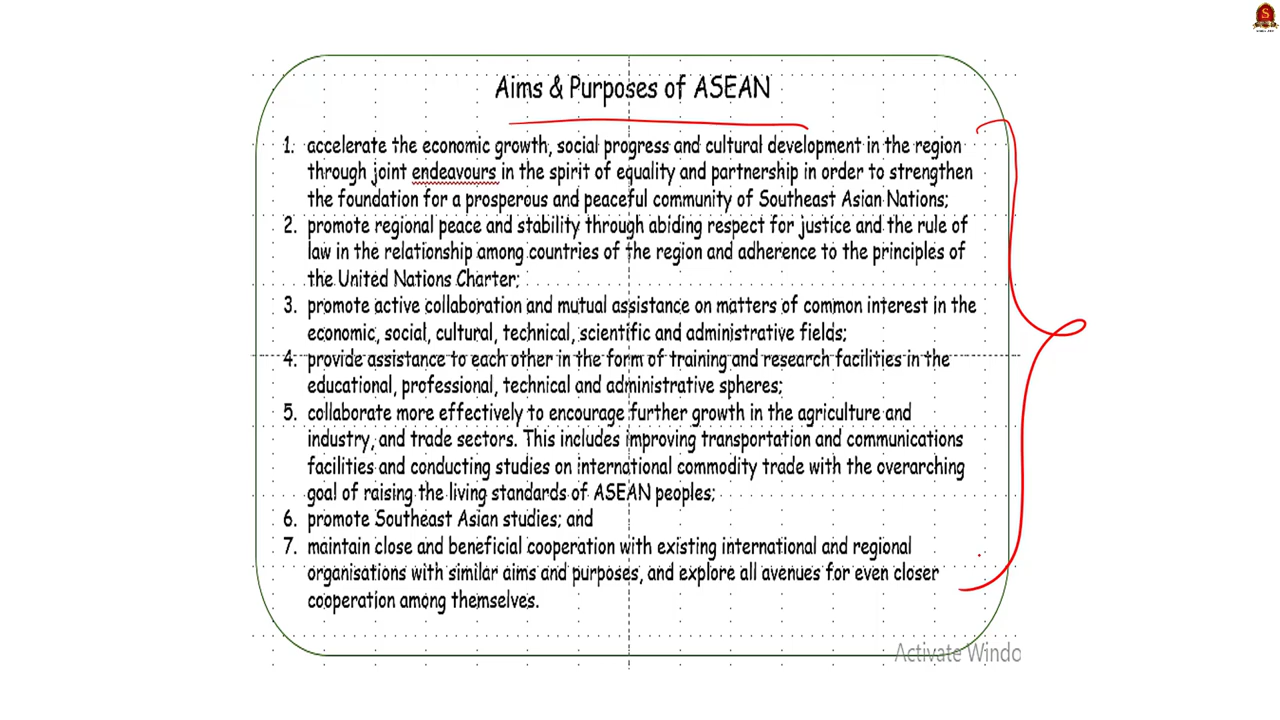 Aims & Purposes of ASEAN
1. accelerate the economic growth, social progress and cultural development in the region
through joint endeavours in the spirit of equality and partnership in order to strengthen
the foundation for a prosperous and peaceful community of Southeast Asian Nations;
2. promote regional peace and stability through abiding respect for justice and the rule of
law in the relationship among countries of the region and adherence to the principles of
the United Nations Charter;
3. promote active collaboration and mutual assistance on matters of common interest in the
economic, social, cultural, technical, scientific and administrative fields;
4. provide assistance to each other in the form of training and research facilities in the
educational, professional, technical and administrative spheres;
5. collaborate more effectively to encourage further growth in the agriculture and
industry, and trade sectors. This includes improving transportation and communications
facilities and conducting studies on international commodity trade with the overarching
goal of raising the living standards of ASEAN peoples;
6. promote Southeast Asian studies; and
7. maintain close and beneficial cooperation with existing international and regional
organisations with similar aims and purposes, and explore all avenues for even closer
cooperation among themselves.
Activate Windo
S